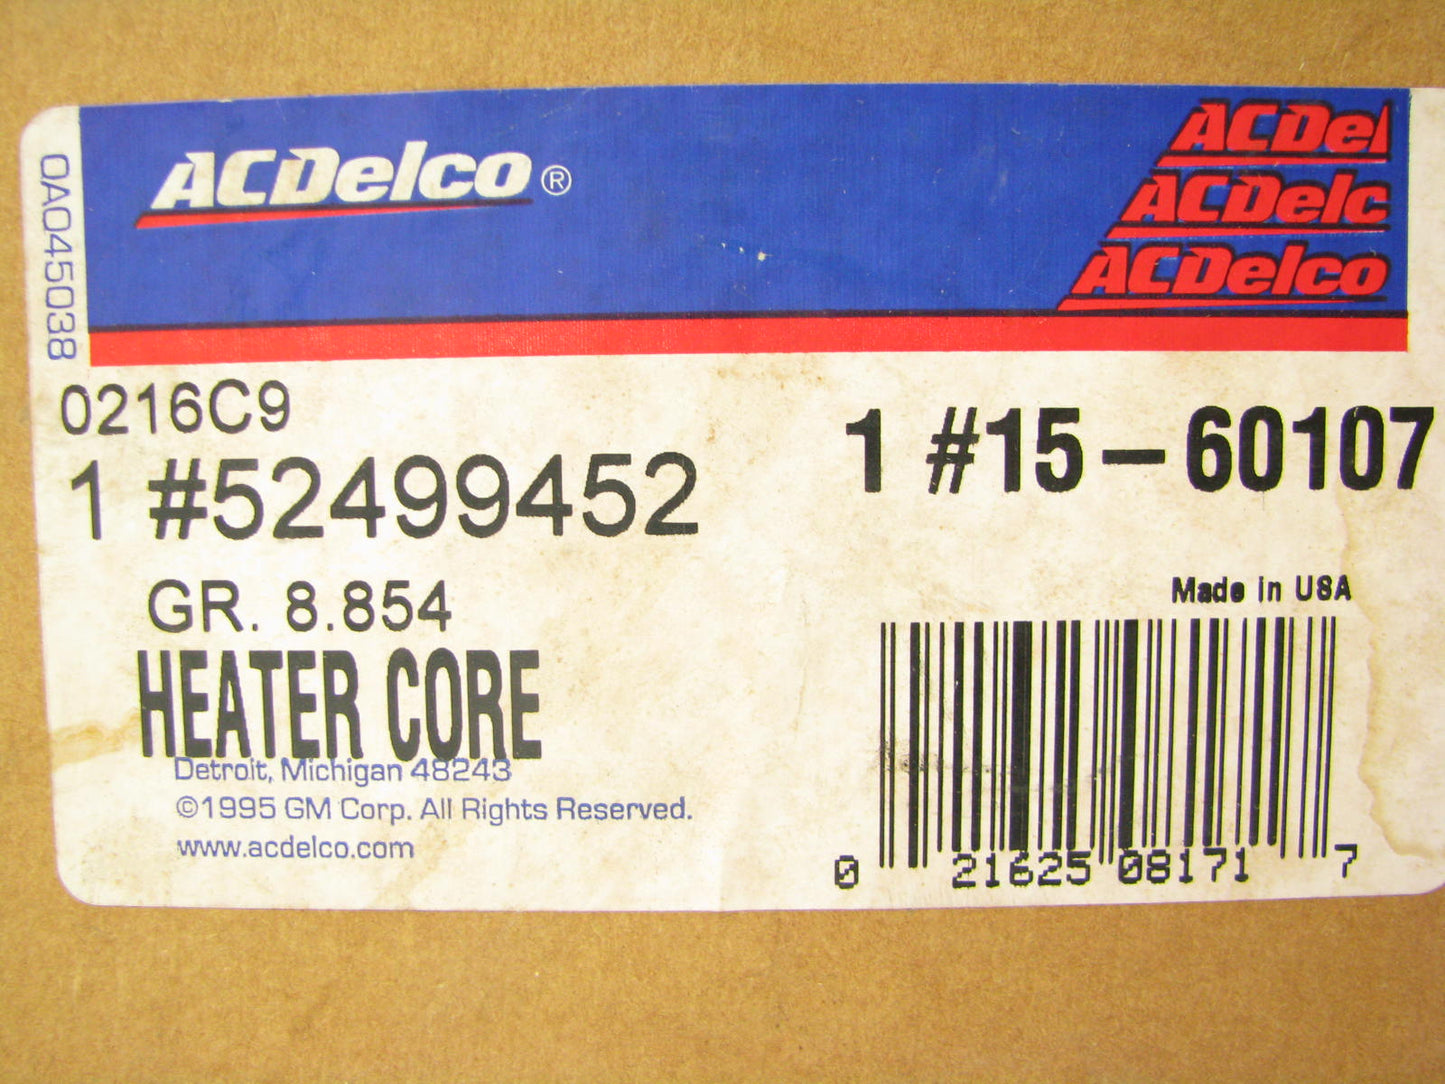 0A045038
ACDelco®
ACDel
ACDelc
ACDelco
0216C9
1 #52499452
1 #15-60107
GR. 8.854
HEATER CORE
Detroit, Michigan 48243
©1995 GM Corp. All Rights Reserved.
www.acdelco.com
Made in USA
0 21625 08171 7